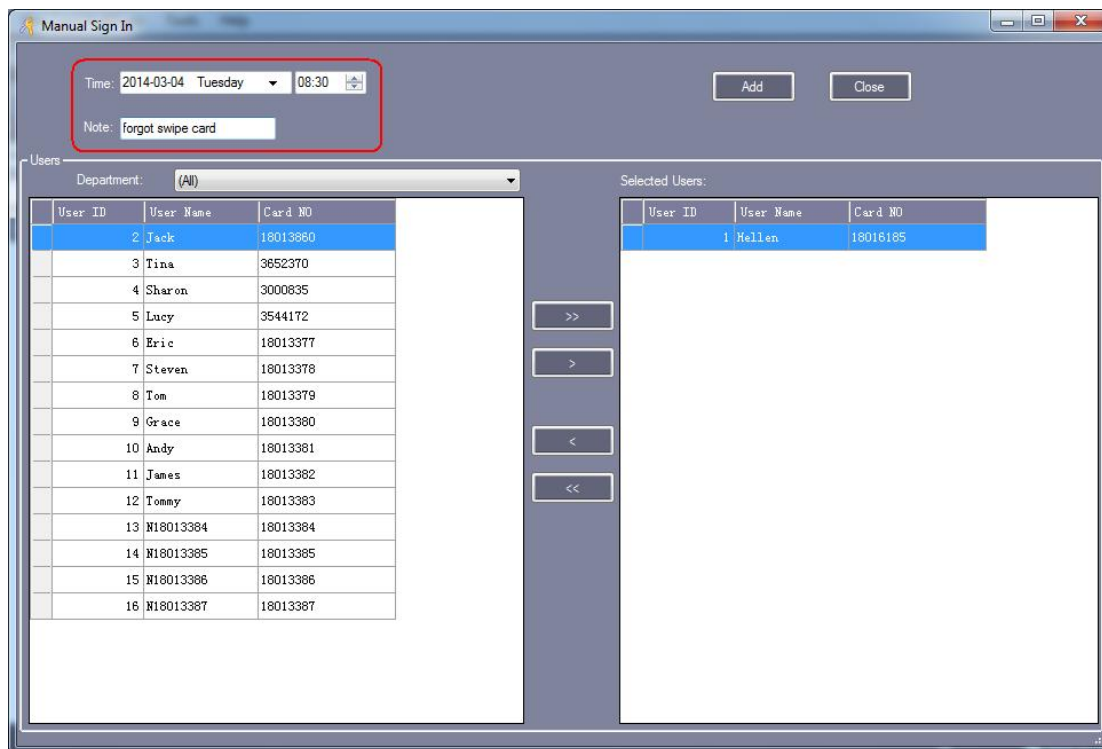 Manual Sign In
Tools Help
Time: 2014-03-04 Tuesday 08:30
Add Close
Note: forgot swipe card
Users
Department: (All)
Selected Users:
User ID User Name Card NO
2 Jack 18013860
3 Tina 3652370
4 Sharon 3000835
5 Lucy 3544172
6 Eric 18013377
7 Steven 18013378
8 Tom 18013379
9 Grace 18013380
10 Andy 18013381
11 James 18013382
12 Tommy 18013383
13 N18013384 18013384
14 N18013385 18013385
15 N18013386 18013386
16 N18013387 18013387
>>
>
<
<<
User ID User Name Card NO
1 Hellen 18016185